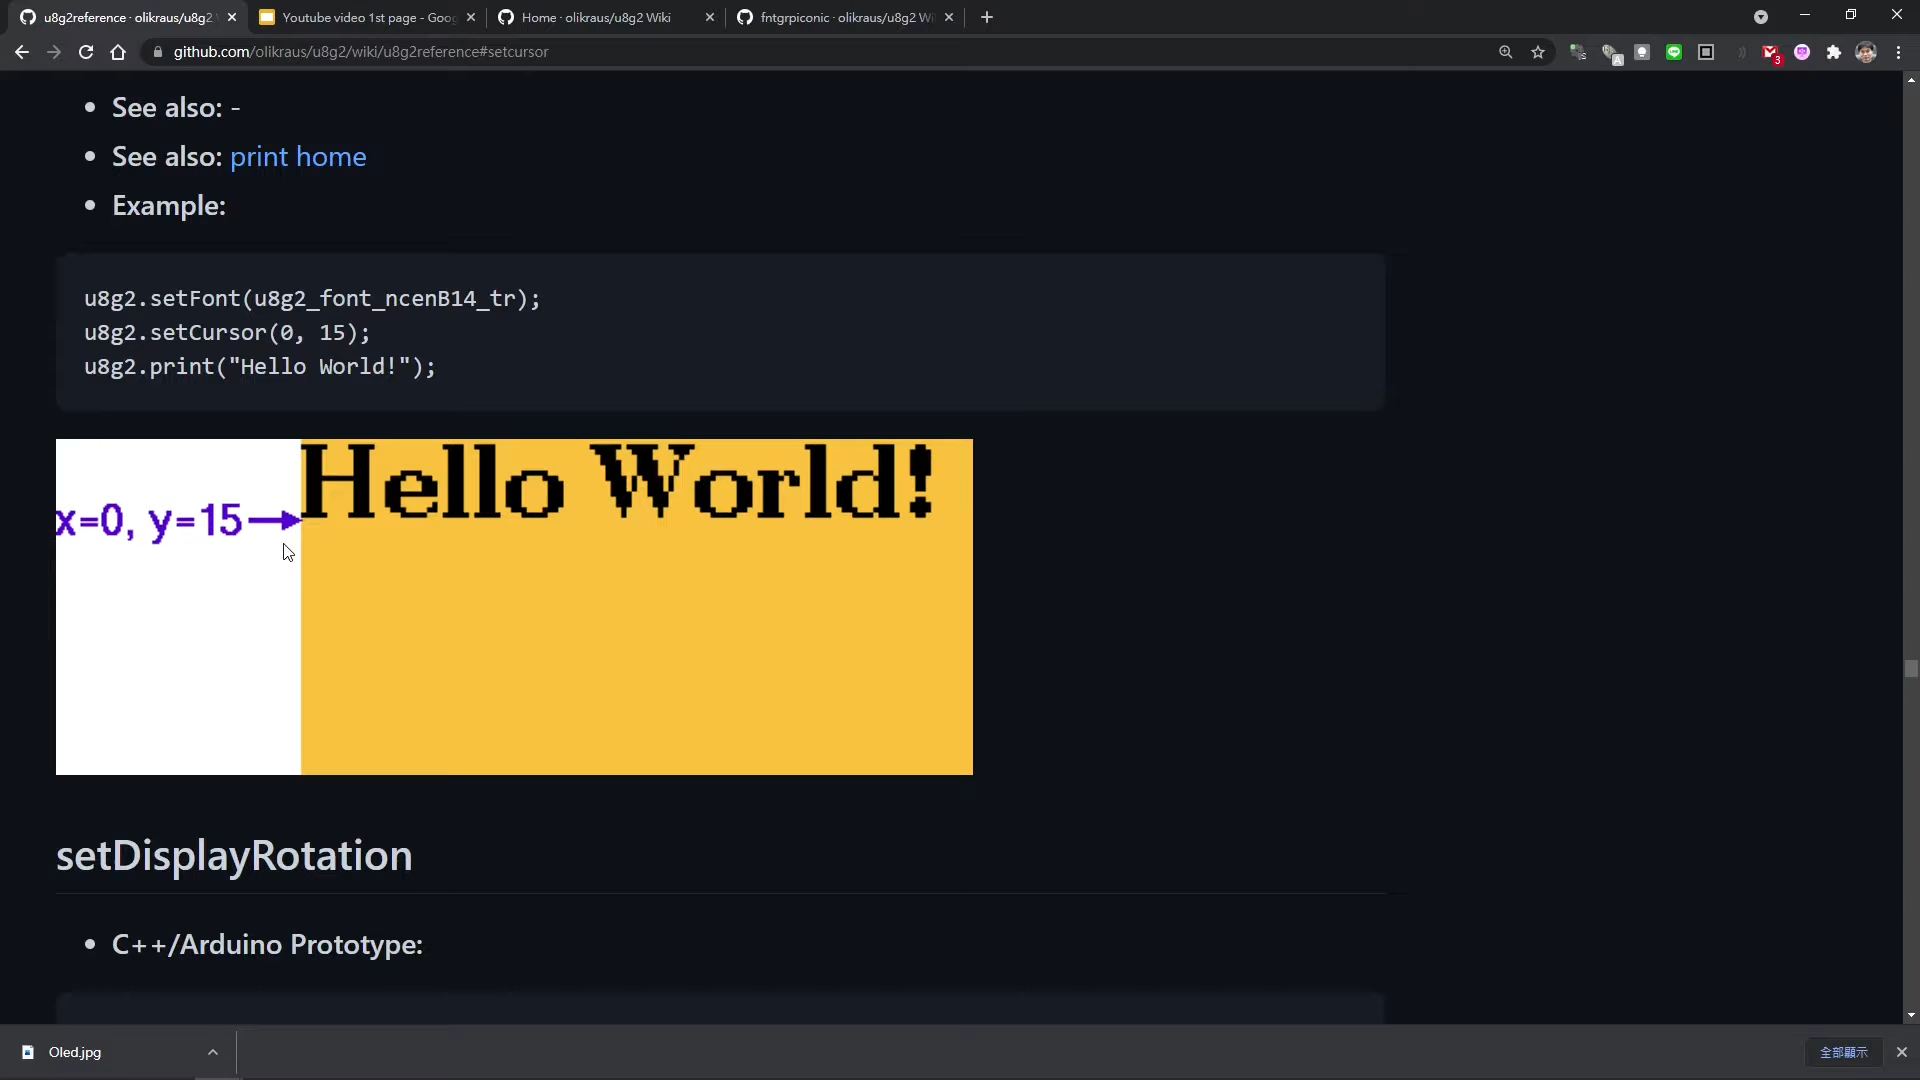 u8g2reference · olikraus/u8g2
Youtube video 1st page - Goog
Home · olikraus/u8g2 Wiki
fntgrpiconic · olikraus/u8g2 Wi
github.com/olikraus/u8g2/wiki/u8g2reference#setcursor
A
3
See also: -
See also: print home
Example:
u8g2.setFont(u8g2_font_ncenB14_tr);
u8g2.setCursor(0, 15);
u8g2.print("Hello World!");
Hello World!
x=0, y=15
setDisplayRotation
C++/Arduino Prototype:
Oled.jpg
全部顯示